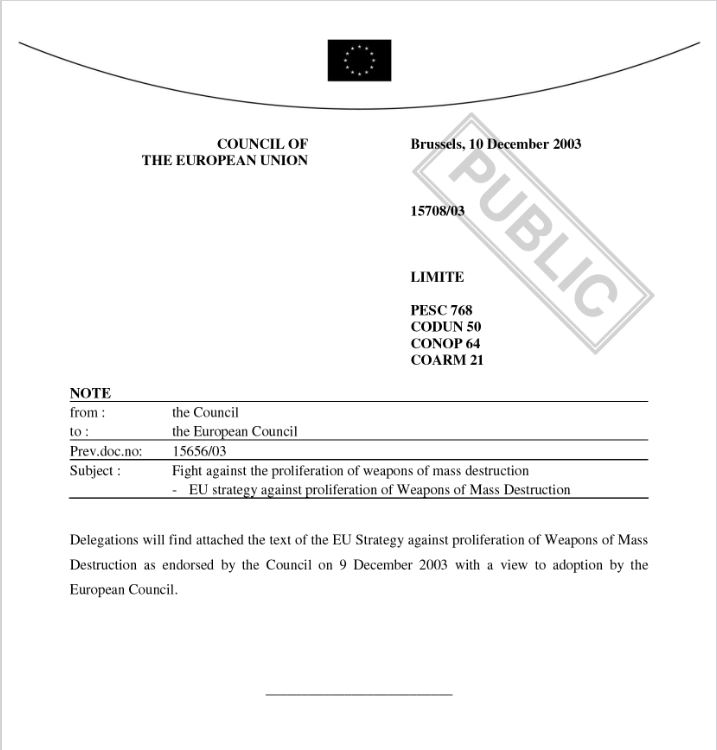 COUNCIL OF
THE EUROPEAN UNION
Brussels, 10 December 2003
15708/03
PUBLIC
LIMITE
PESC 768
CODUN 50
CONOP 64
COARM 21
NOTE
from : the Council
to : the European Council
Prev.doc.no: 15656/03
Subject : Fight against the proliferation of weapons of mass destruction
- EU strategy against proliferation of Weapons of Mass Destruction
Delegations will find attached the text of the EU Strategy against proliferation of Weapons of Mass
Destruction as endorsed by the Council on 9 December 2003 with a view to adoption by the
European Council.